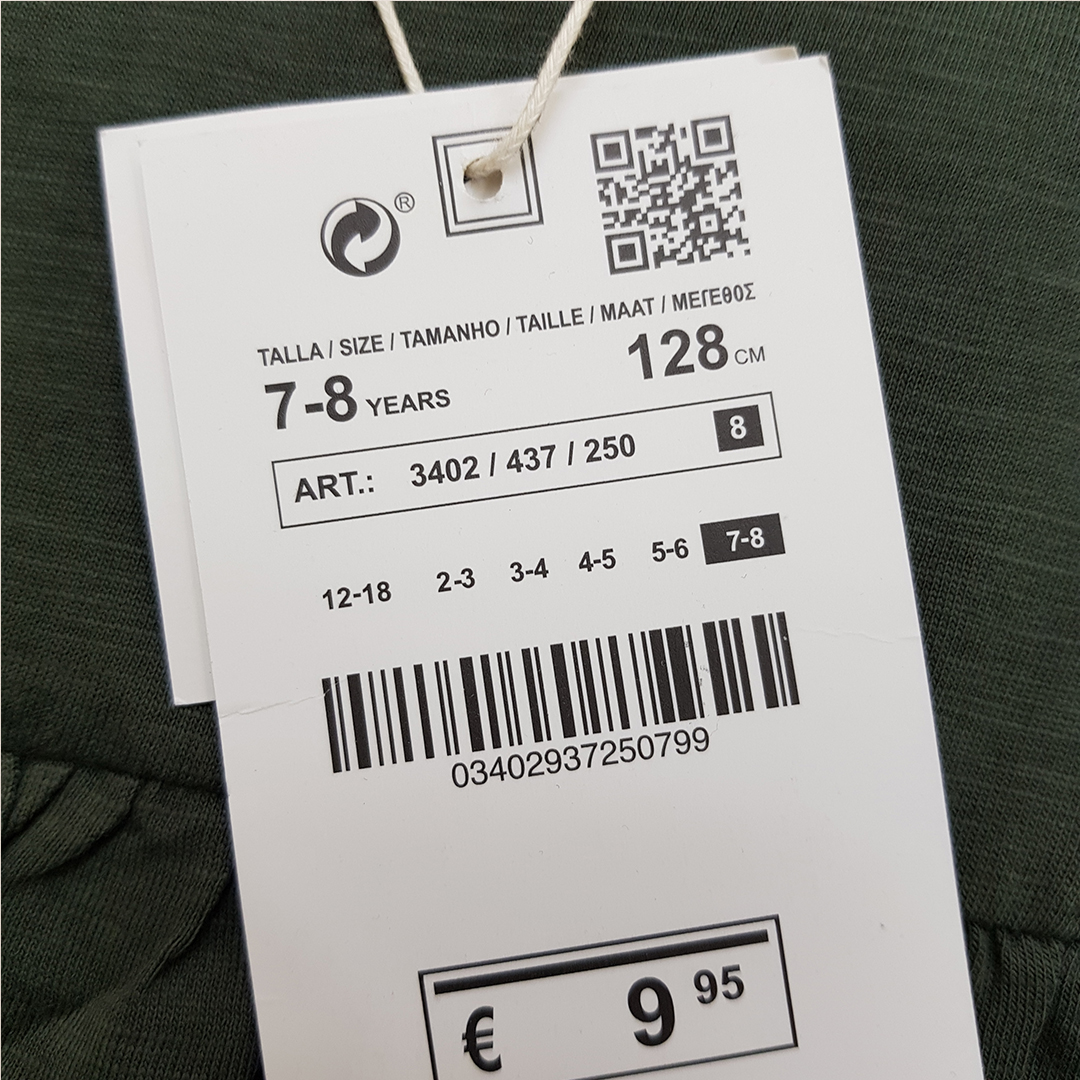 ®
TALLA / SIZE / TAMANHO / TAILLE / MAAT / ΜΕΓΕθΟΣ
7-8 YEARS 128 CM
ART.: 3402 / 437 / 250 8
12-18 2-3 3-4 4-5 5-6 7-8
03402937250799
€ 9 95